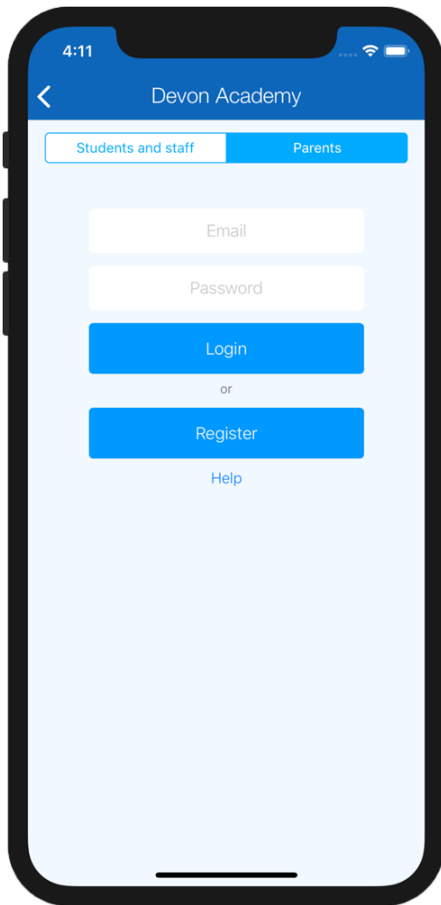 4:11
Devon Academy
Students and staff Parents
Email
Password
Login
or
Register
Help